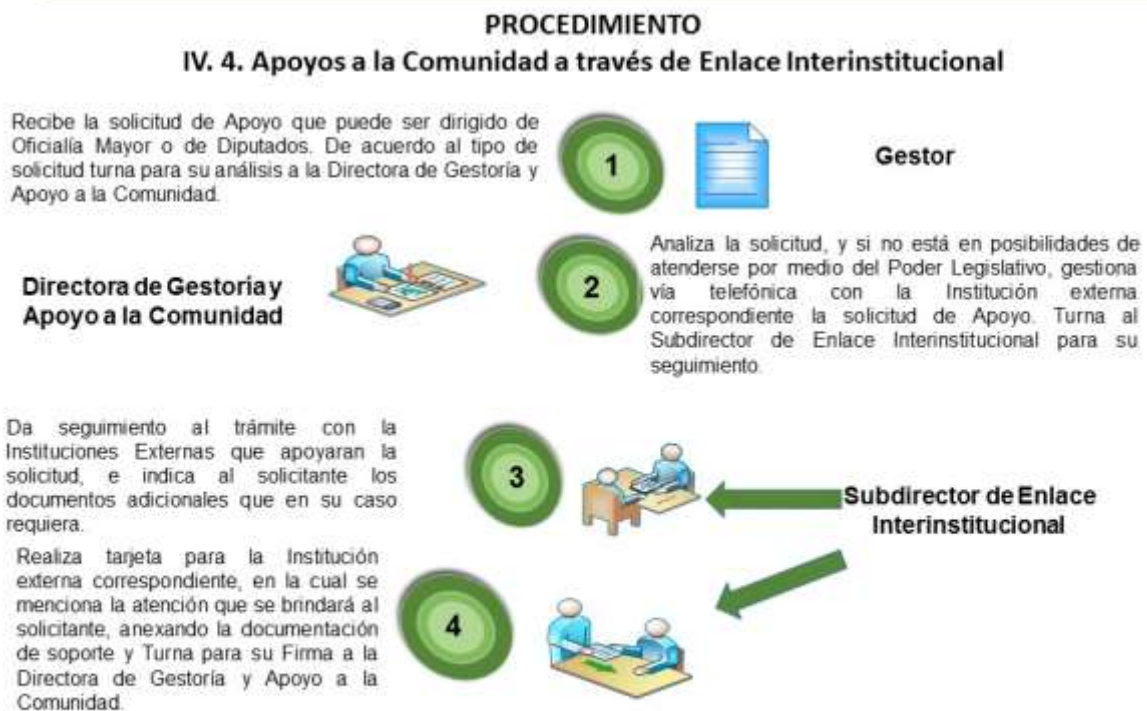 PROCEDIMIENTO
IV. 4. Apoyos a la Comunidad a través de Enlace Interinstitucional
Recibe la solicitud de Apoyo que puede ser dirigido de
Oficialía Mayor o de Diputados. De acuerdo al tipo de
solicitud turna para su análisis a la Directora de Gestoría y
Apoyo a la Comunidad.
1
Gestor
Directora de Gestoría y
Apoyo a la Comunidad
2
Analiza la solicitud, y si no está en posibilidades de
atenderse por medio del Poder Legislativo, gestiona
vía telefónica con la Institución externa
correspondiente la solicitud de Apoyo. Turna al
Subdirector de Enlace Interinstitucional para su
seguimiento.
Da seguimiento al trámite con la
Instituciones Externas que apoyaran la
solicitud, e indica al solicitante los
documentos adicionales que en su caso
requiera.
3
Subdirector de Enlace
Interinstitucional
Realiza tarjeta para la Institución
externa correspondiente, en la cual se
menciona la atención que se brindará al
solicitante, anexando la documentación
de soporte y Turna para su Firma a la
Directora de Gestoría y Apoyo a la
Comunidad.
4